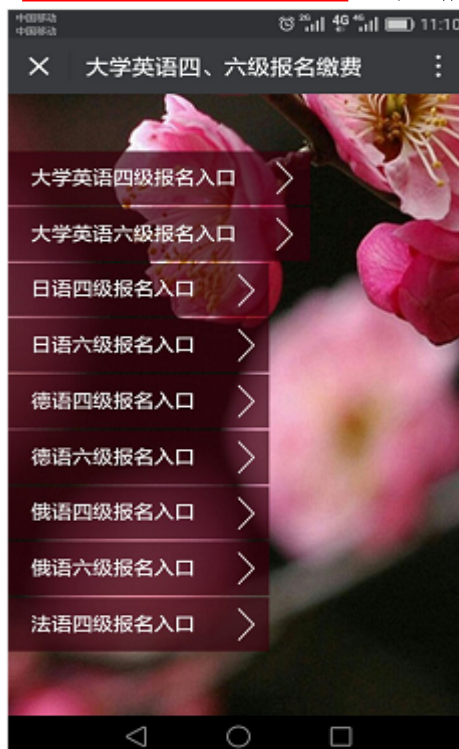 中国移动
中国移动
2G 4G 4G 11:10
大学英语四、六级报名缴费
大学英语四级报名入口
大学英语六级报名入口
日语四级报名入口
日语六级报名入口
德语四级报名入口
德语六级报名入口
俄语四级报名入口
俄语六级报名入口
法语四级报名入口